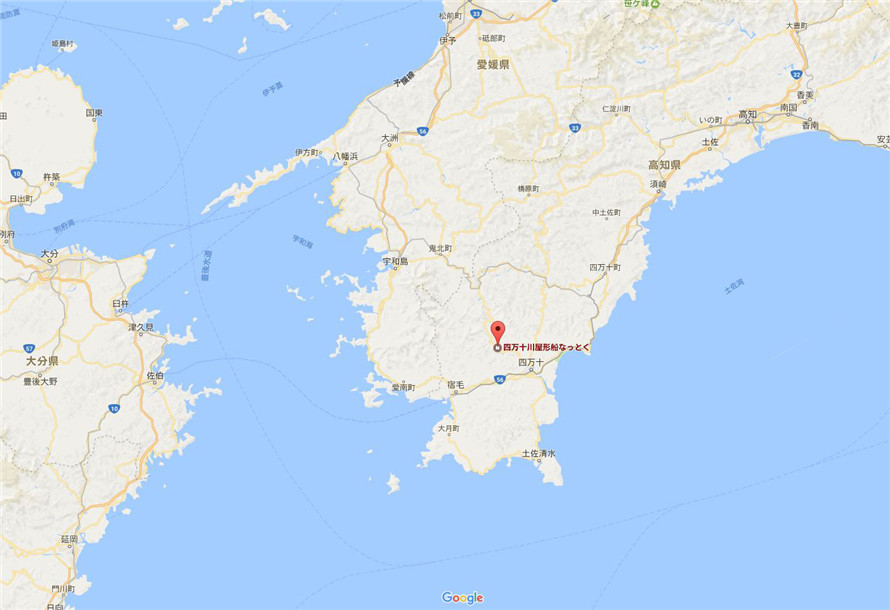 笹ケ峰
松前町
33
大豊町
伊予
砥部町
姫島村
愛媛県
伊予灘
予讃線
32
国東
香美
仁淀川町
南国
高知
いの町
香南
56
33
大洲
土佐
伊方町
八幡浜
高知県
10
杵築
須崎
梼原町
日出町
中土佐町
別府湾
別府
宇和海
鬼北町
大分
豊後水道
宇和島
四万十町
土佐湾
臼杵
津久見
四万十川屋形船なっとく
57
大分県
四万十
佐伯
豊後大野
56
愛南町
宿毛
10
大月町
土佐清水
延岡
門川町
日向
Google